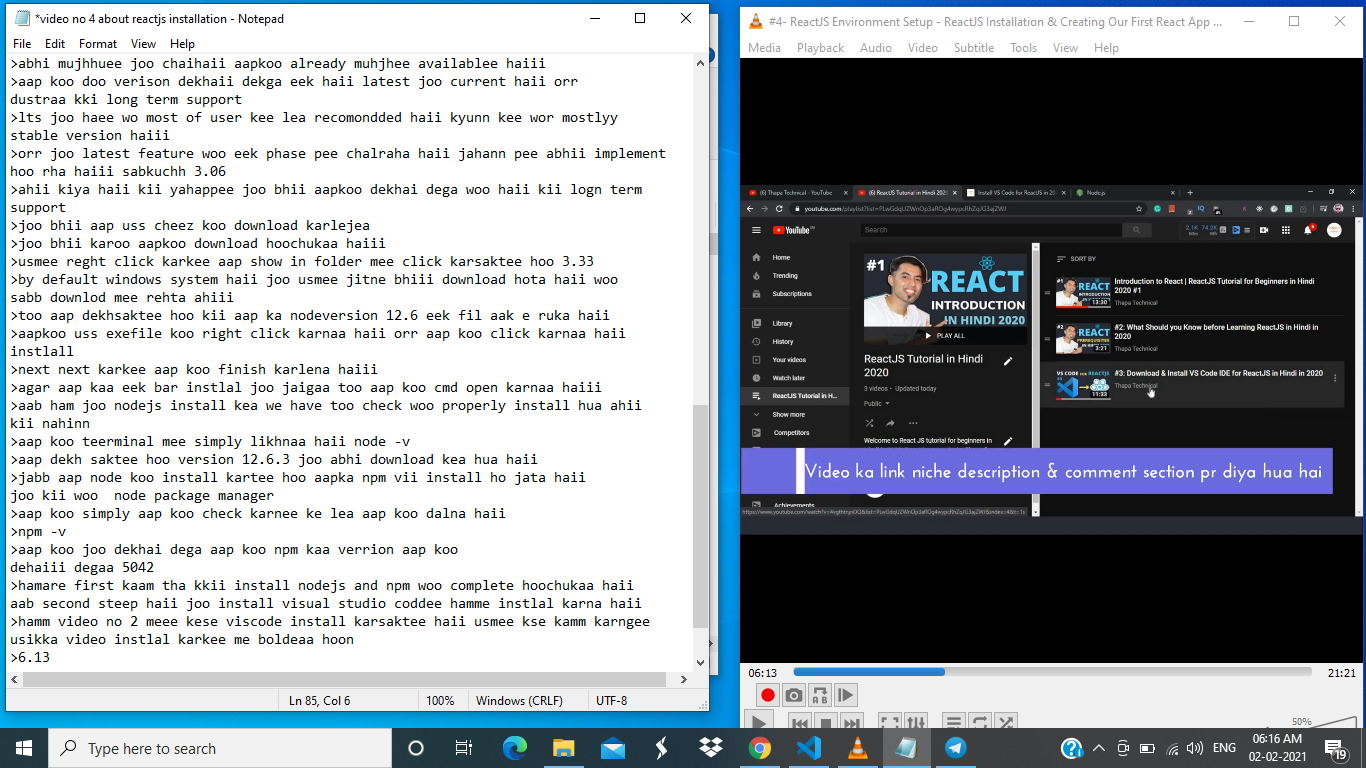 *video no 4 about reactjs installation - Notepad
File Edit Format View Help
>abhi mujhhuee joo chaihaii aapkoo already muhjhee availablee haiii
>aap koo doo verison dekhaii dekga eek haii latest joo current haii orr
dustraa kki long term support
>lts joo haee wo most of user kee lea recomondded haii kyunn kee wor mostlyy
stable version haiii
>orr joo latest feature woo eek phase pee chalraha haii jahann pee abhii implement
hoo rha haiii sabkuchh 3.06
>ahii kiya haii kii yahappee joo bhii aapkoo dekhai dega woo haii kii logn term
support
>joo bhii aap uss cheez koo download karlejea
>joo bhii karoo aapkoo download hoochukaa haiii
>usmee reght click karkee aap show in folder mee click karsaktee hoo 3.33
>by default windows system haii joo usmee jitne bhiii download hota haii woo
sabb downlod mee rehta ahiii
>too aap dekhsaktee hoo kii aap ka nodeversion 12.6 eek fil aak e ruka haii
>aapkoo uss exefile koo right click karnaa haii orr aap koo click karnaa haii
instlall
>next next karkee aap koo finish karlena haiii
>agar aap kaa eek bar instlal joo jaigaa too aap koo cmd open karnaa haiii
>aab ham joo nodejs install kea we have too check woo properly install hua ahii
kii nahinn
>aap koo teerminal mee simply likhnaa haii node -v
>aap dekh saktee hoo version 12.6.3 joo abhi download kea hua haii
>jabb aap node koo install kartee hoo aapka npm vii install ho jata haii
joo kii woo  node package manager
>aap koo simply aap koo check karnee ke lea aap koo dalna haii
>npm -v
>aap koo joo dekhai dega aap koo npm kaa verrion aap koo
dehaiii degaa 5042
>hamare first kaam tha kkii install nodejs and npm woo complete hoochukaa haii
aab second steep haii joo install visual studio coddee hamme instlal karna haii
>hamm video no 2 meee kese viscode install karsaktee haii usmee kse kamm karngee
usikka video instlal karkee me boldeaa hoon
>6.13
Ln 85, Col 6 100% Windows (CRLF) UTF-8
#4- ReactJS Environment Setup - ReactJS Installation & Creating Our First React App ...
Media Playback Audio Video Subtitle Tools View Help
(6) Thapa Technical - YouTube (6) ReactJS Tutorial in Hindi 2020 Install VS Code for ReactJS in 20 Node.js
YouTube Search
Home
Trending
Subscriptions
Library
History
Your videos
Watch later
ReactJS Tutorial in H...
Show more
Competitors
Achievements
#1 REACT
INTRODUCTION
IN HINDI 2020
PLAY ALL
ReactJS Tutorial in Hindi
2020
3 videos · Updated today
Public
Welcome to React JS tutorial for beginners in
SORT BY
#1 REACT
13:30
Introduction to React | ReactJS Tutorial for Beginners in Hindi
2020 #1
Thapa Technical
#2 REACT
3:21
#2: What Should you Know before Learning ReactJS in Hindi in
2020
Thapa Technical
VS CODE FOR REACTJS
#3
11:33
#3: Download & Install VS Code IDE for ReactJS in Hindi in 2020
Thapa Technical
Video ka link niche description & comment section pr diya hua hai
06:13 21:21
50%
Type here to search
ENG
06:16 AM
02-02-2021
19